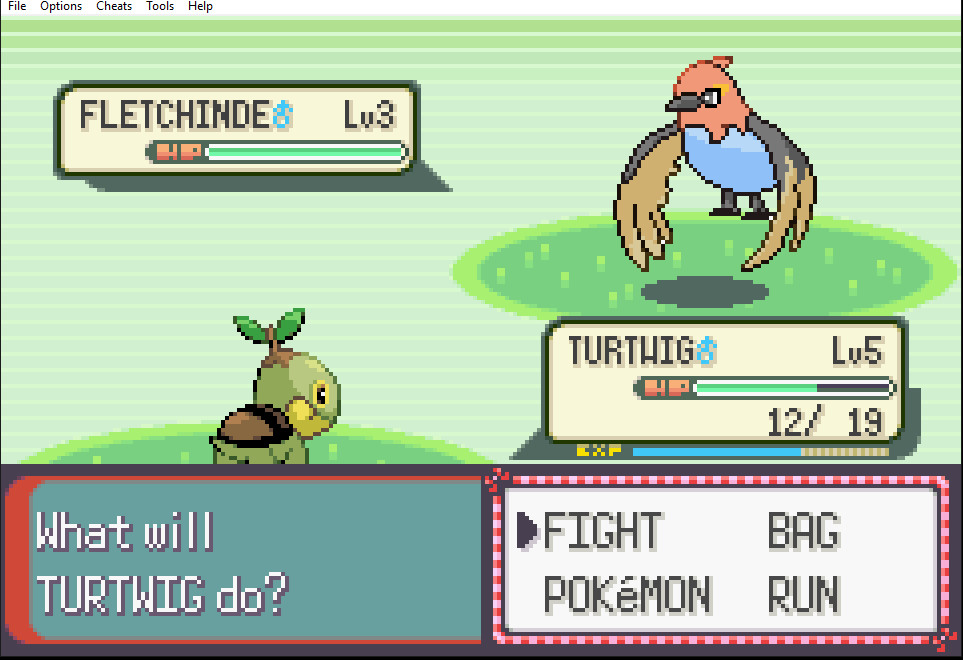 File Options Cheats Tools Help
FLETCHINDE♂ Lv3
HP
TURTWIG♂ Lv5
HP
12/ 19
EXP
What will
TURTWIG do?
FIGHT BAG
POKéMON RUN